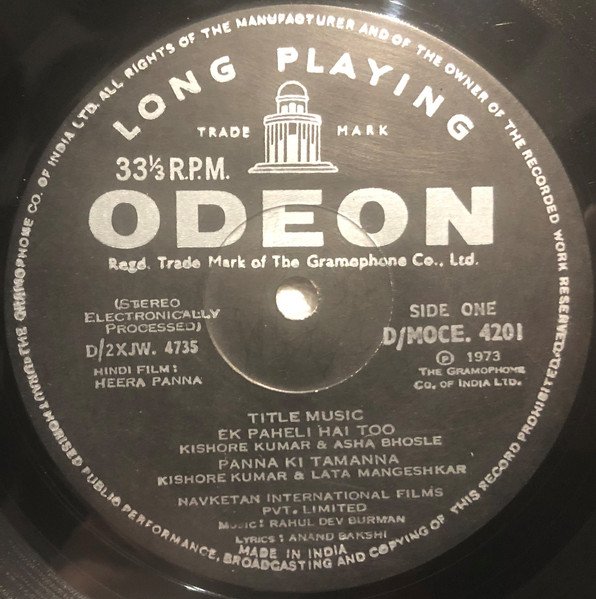 THE GRAMOPHONE CO. OF INDIA LTD. ALL RIGHTS OF THE MANUFACTURER AND OF THE OWNER OF THE RECORDED WORK RESERVED. UNAUTHORISED PUBLIC PERFORMANCE, BROADCASTING AND COPYING OF THIS RECORD PROHIBITED.
LONG PLAYING
TRADE MARK
33⅓ R.P.M.
ODEON
Regd. Trade Mark of The Gramophone Co., Ltd.
(STEREO
ELECTRONICALLY
PROCESSED)
D/2XJW. 4735
HINDI FILM:
HEERA PANNA
SIDE ONE
D/MOCE. 4201
℗ 1973
THE GRAMOPHONE
CO. OF INDIA LTD.
TITLE MUSIC
EK PAHELI HAI TOO
KISHORE KUMAR & ASHA BHOSLE
PANNA KI TAMANNA
KISHORE KUMAR & LATA MANGESHKAR
NAVKETAN INTERNATIONAL FILMS
PVT. LIMITED
MUSIC: RAHUL DEV BURMAN
LYRICS: ANAND BAKSHI
MADE IN INDIA